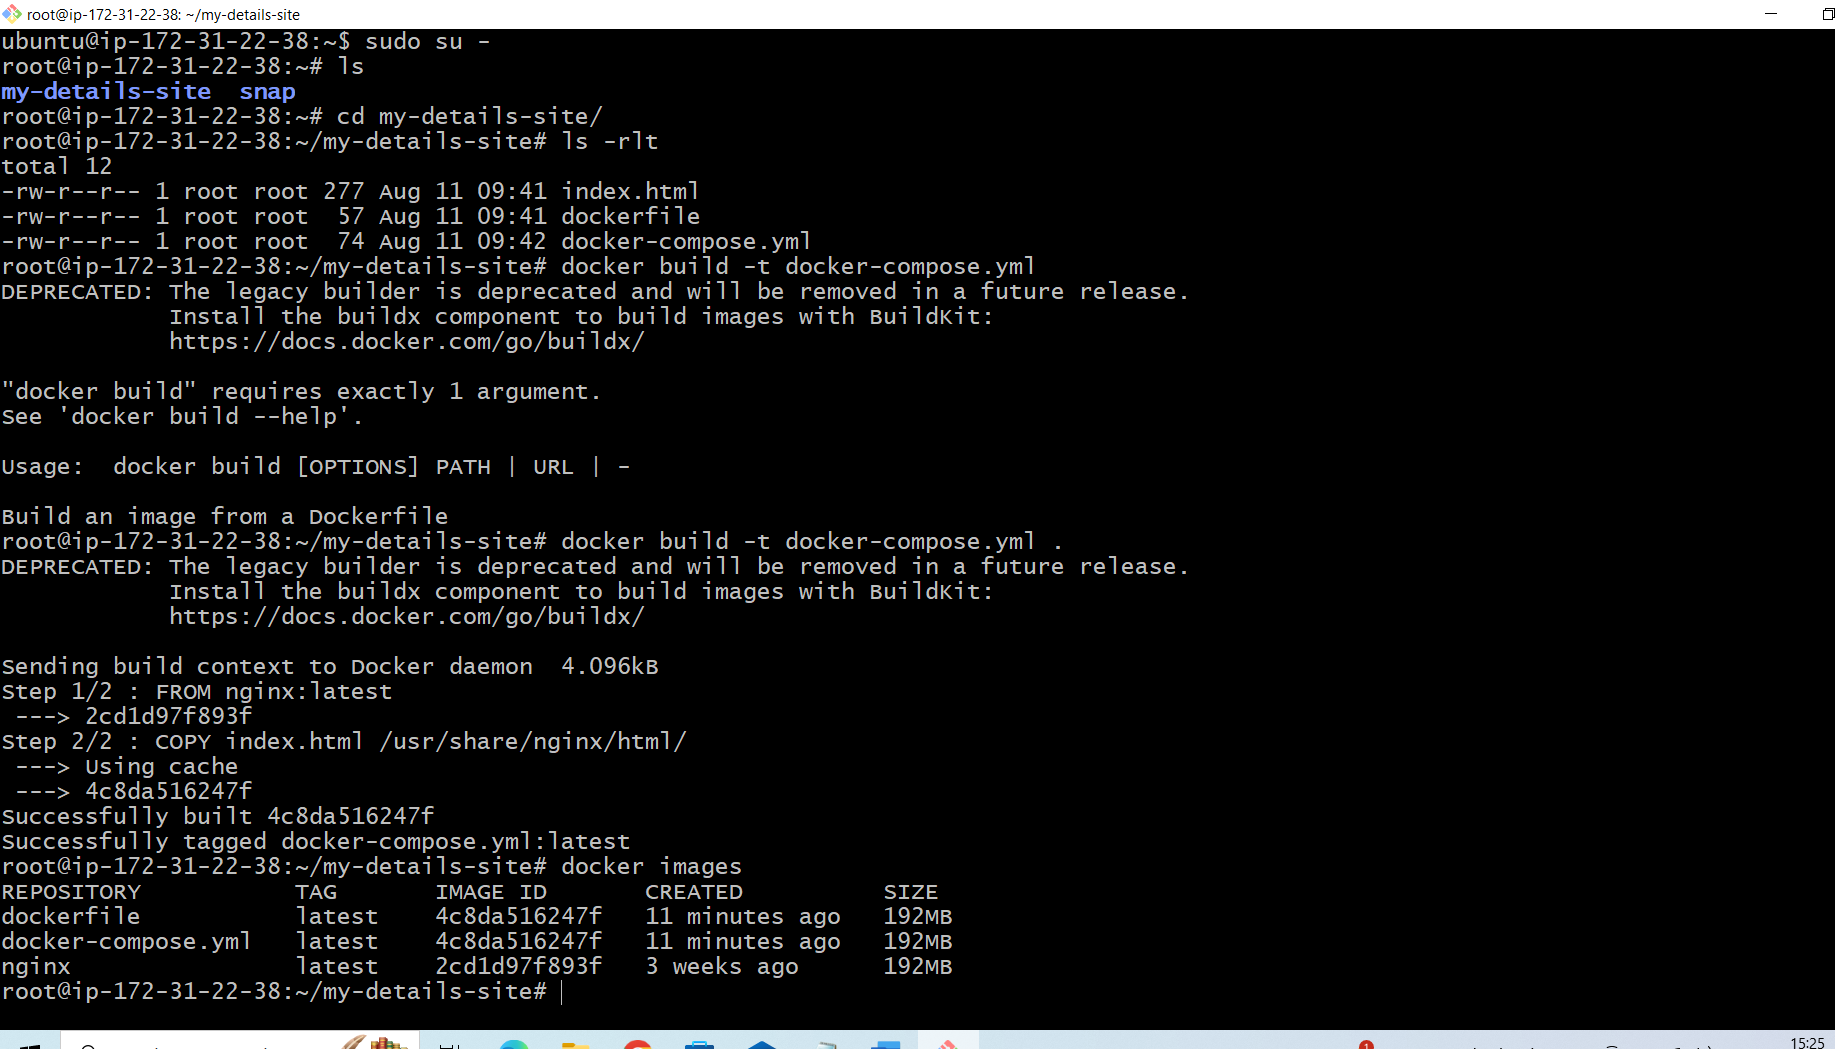 root@ip-172-31-22-38: ~/my-details-site
ubuntu@ip-172-31-22-38:~$ sudo su -
root@ip-172-31-22-38:~# ls
my-details-site  snap
root@ip-172-31-22-38:~# cd my-details-site/
root@ip-172-31-22-38:~/my-details-site# ls -rlt
total 12
-rw-r--r-- 1 root root 277 Aug 11 09:41 index.html
-rw-r--r-- 1 root root  57 Aug 11 09:41 dockerfile
-rw-r--r-- 1 root root  74 Aug 11 09:42 docker-compose.yml
root@ip-172-31-22-38:~/my-details-site# docker build -t docker-compose.yml
DEPRECATED: The legacy builder is deprecated and will be removed in a future release.
            Install the buildx component to build images with BuildKit:
            https://docs.docker.com/go/buildx/

"docker build" requires exactly 1 argument.
See 'docker build --help'.

Usage:  docker build [OPTIONS] PATH | URL | -

Build an image from a Dockerfile
root@ip-172-31-22-38:~/my-details-site# docker build -t docker-compose.yml .
DEPRECATED: The legacy builder is deprecated and will be removed in a future release.
            Install the buildx component to build images with BuildKit:
            https://docs.docker.com/go/buildx/

Sending build context to Docker daemon  4.096kB
Step 1/2 : FROM nginx:latest
 ---> 2cd1d97f893f
Step 2/2 : COPY index.html /usr/share/nginx/html/
 ---> Using cache
 ---> 4c8da516247f
Successfully built 4c8da516247f
Successfully tagged docker-compose.yml:latest
root@ip-172-31-22-38:~/my-details-site# docker images
REPOSITORY           TAG       IMAGE ID       CREATED          SIZE
dockerfile           latest    4c8da516247f   11 minutes ago   192MB
docker-compose.yml   latest    4c8da516247f   11 minutes ago   192MB
nginx                latest    2cd1d97f893f   3 weeks ago      192MB
root@ip-172-31-22-38:~/my-details-site#
1
15:25